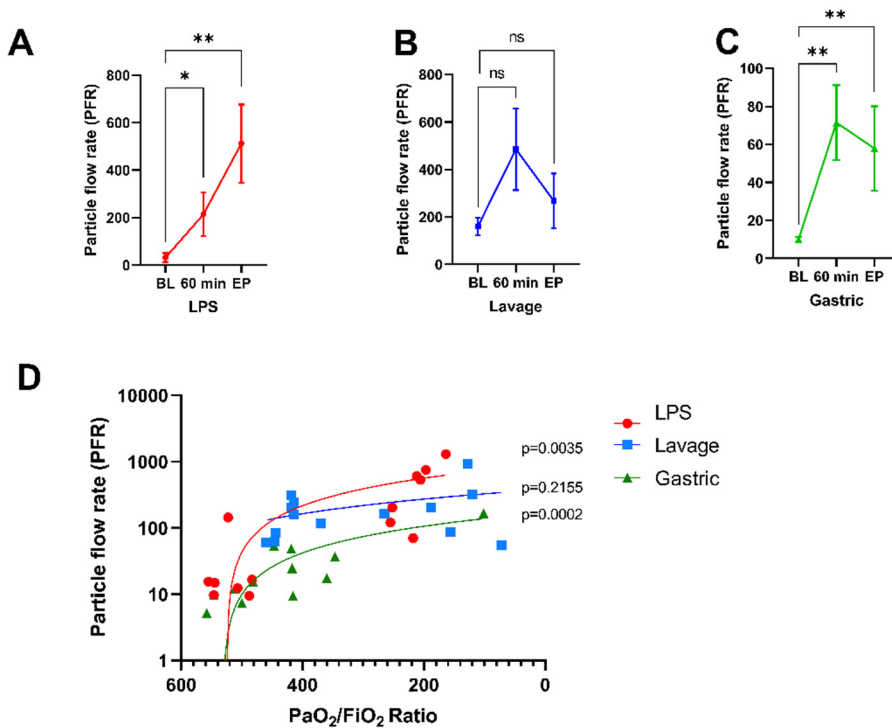 A
**
*
Particle flow rate (PFR)
800
600
400
200
0
BL 60 min EP
LPS
B
ns
ns
Particle flow rate (PFR)
800
600
400
200
0
BL 60 min EP
Lavage
C
**
**
Particle flow rate (PFR)
100
80
60
40
20
0
BL 60 min EP
Gastric
D
Particle flow rate (PFR)
10000
1000
100
10
1
600 400 200 0
PaO₂/FiO₂ Ratio
p=0.0035
p=0.2155
p=0.0002
LPS
Lavage
Gastric